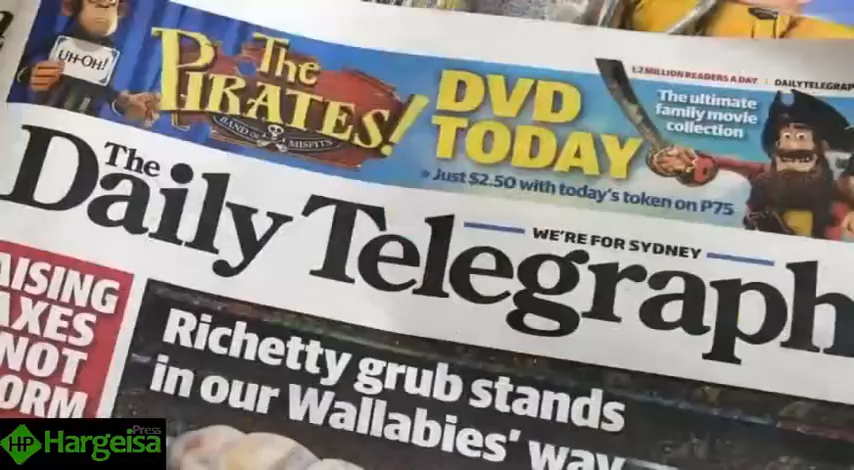 UH-OH!
The
PIRATES!
BAND OF MISFITS
DVD
TODAY
» Just $2.50 with today's token on P75
1.2 MILLION READERS A DAY | DAILYTELEGRAP
The ultimate
family movie
collection
The
Daily Telegraph
WE'RE FOR SYDNEY
AISING
AXES
NOT
ORM
Richetty grub stands
in our Wallabies' way
HP Hargeisa
Press